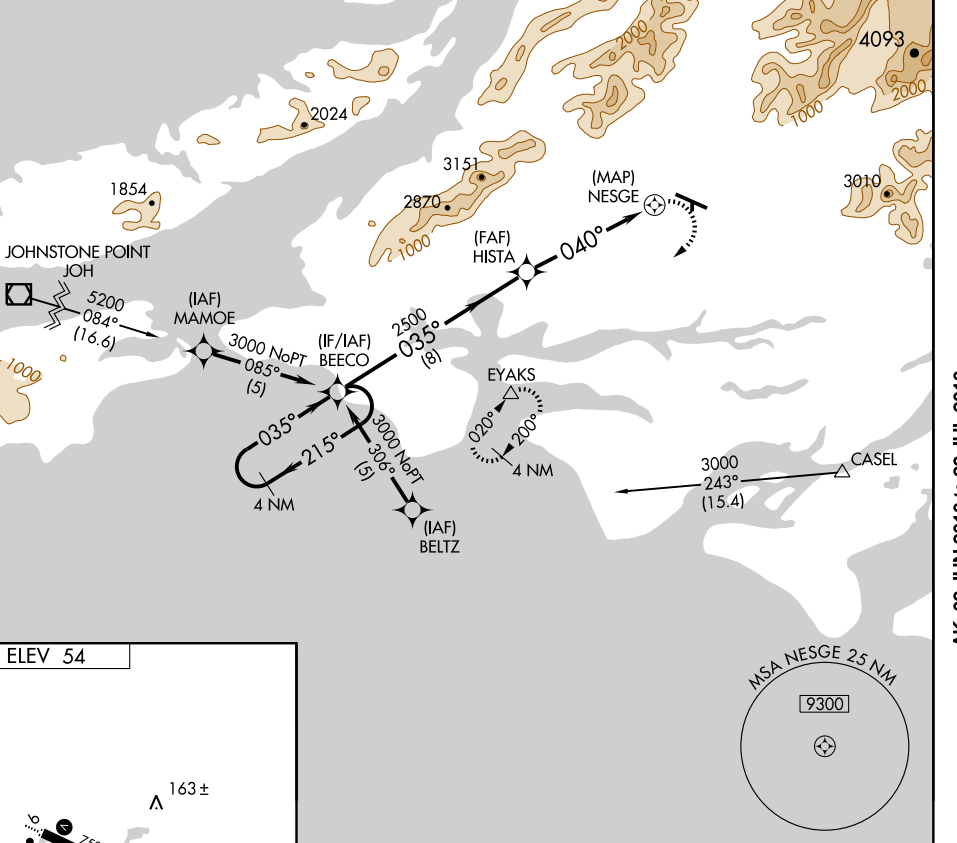 2000
4093
2000
1000
2024
3151
2870
1000
1854
3010
(MAP)
NESGE
(FAF)
HISTA
040°
JOHNSTONE POINT
JOH
5200
084°
(16.6)
(IAF)
MAMOE
3000 NoPT
085°
(5)
(IF/IAF)
BEECO
2500
035°
(8)
1000
EYAKS
020°
200°
4 NM
035°
215°
4 NM
3000 NoPT
306°
(5)
(IAF)
BELTZ
3000
243°
(15.4)
CASEL
ELEV 54
163±
9
MSA NESGE 25 NM
9300